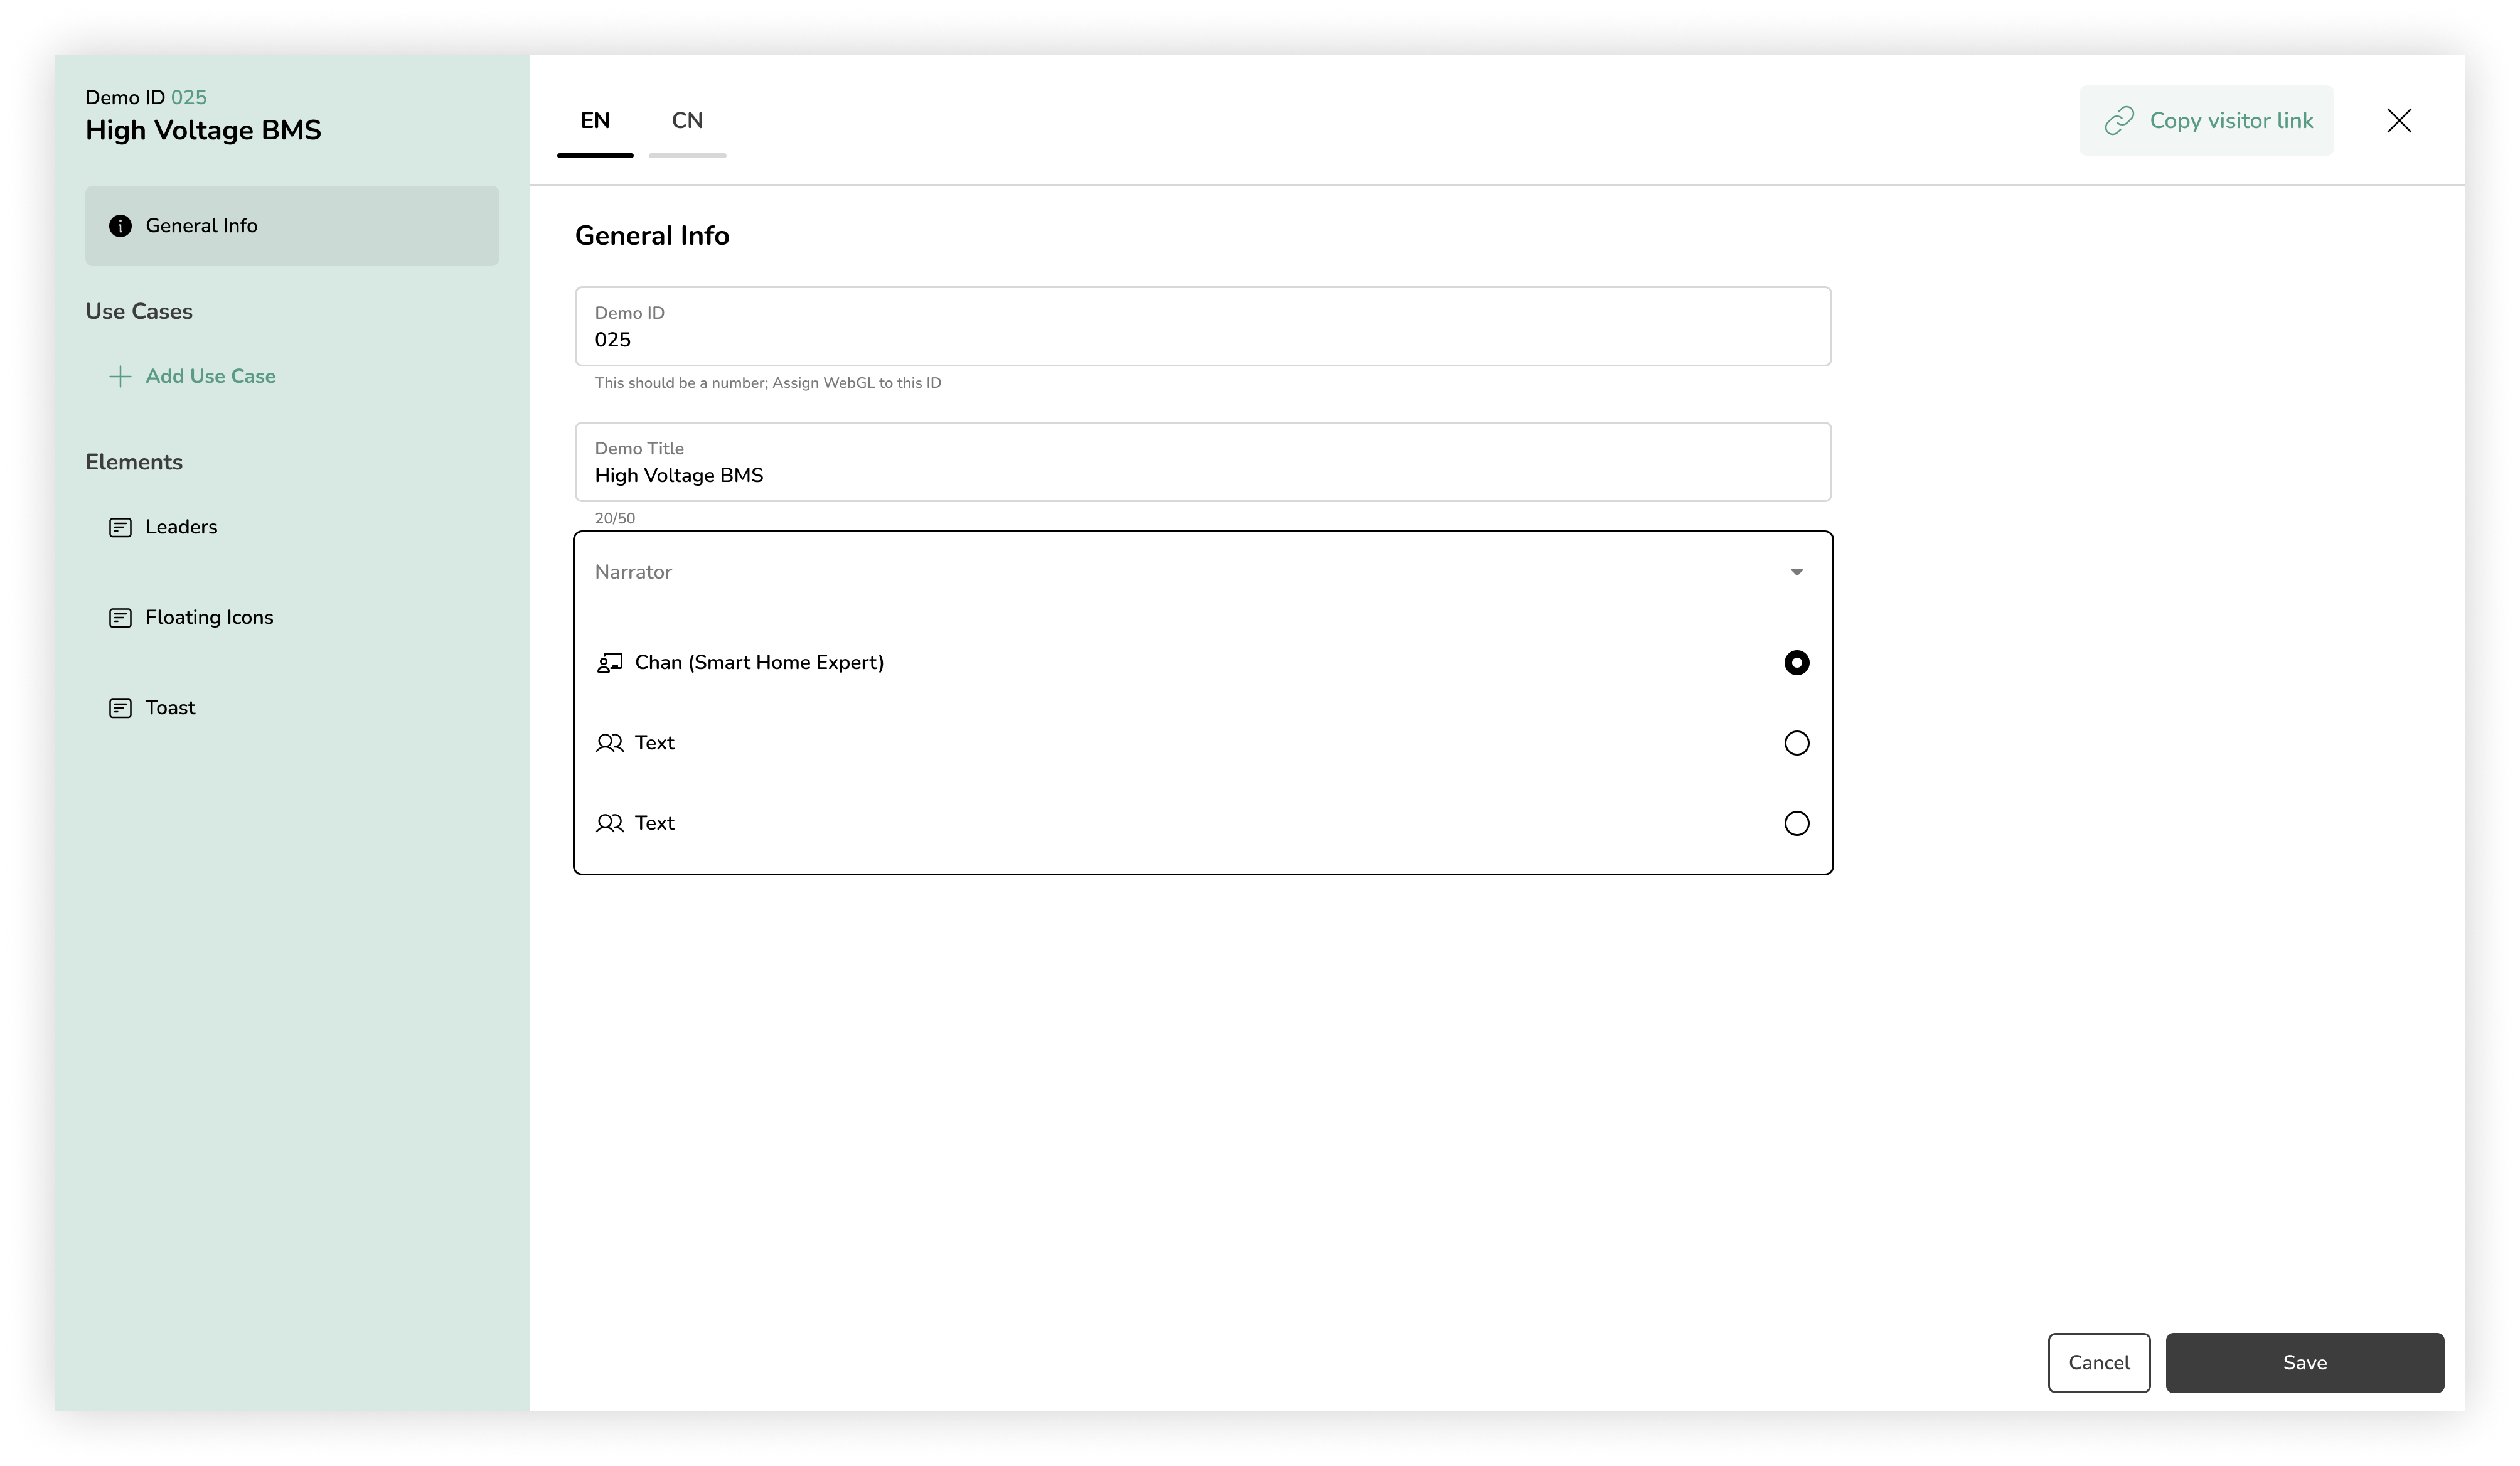 Demo ID 025
High Voltage BMS
General Info
Use Cases
Add Use Case
Elements
Leaders
Floating Icons
Toast
EN
CN
Copy visitor link
General Info
Demo ID
025
This should be a number; Assign WebGL to this ID
Demo Title
High Voltage BMS
20/50
Narrator
Chan (Smart Home Expert)
Text
Text
Cancel
Save